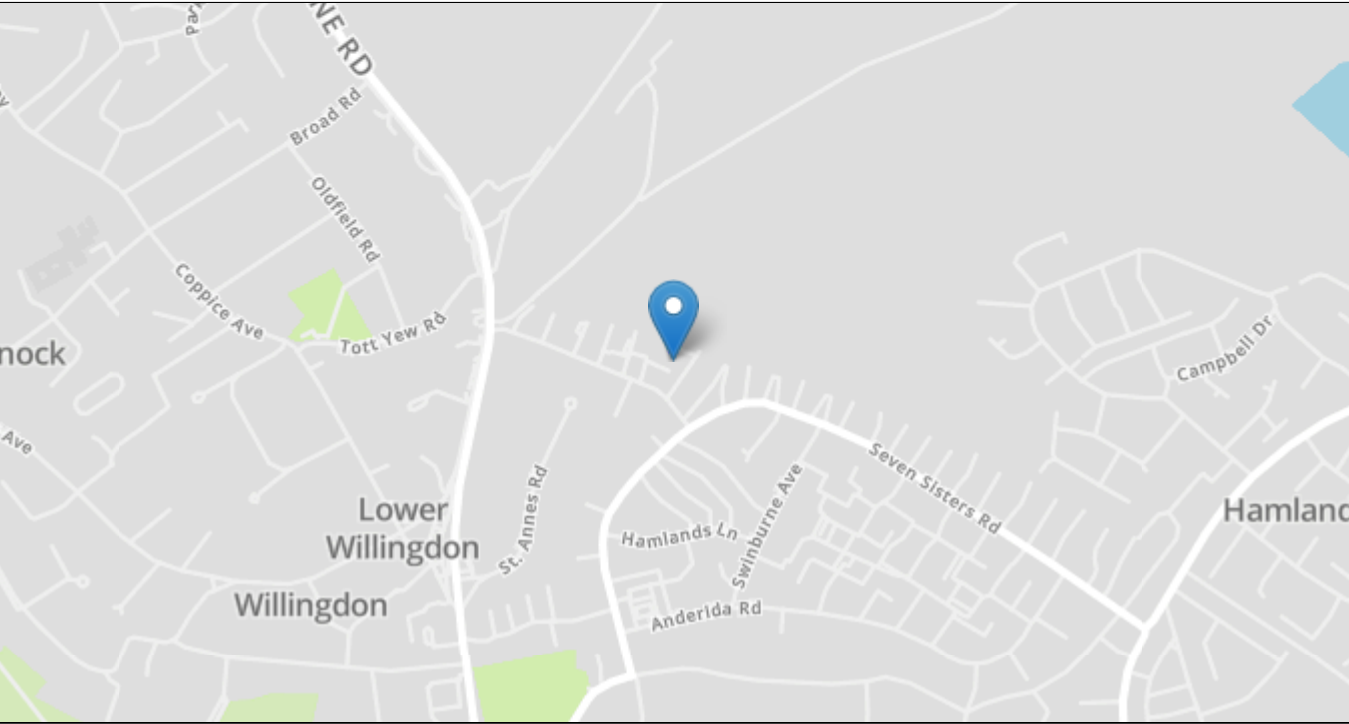 NE RD
Broad Rd
Oldfield Rd
Coppice Ave
Tott Yew Rd
nock
Campbell Dr
Ave
Seven Sisters Rd
Lower
Willingdon
St. Annes Rd
Hamlands Ln
Swinburne Ave
Hamland
Willingdon
Anderida Rd